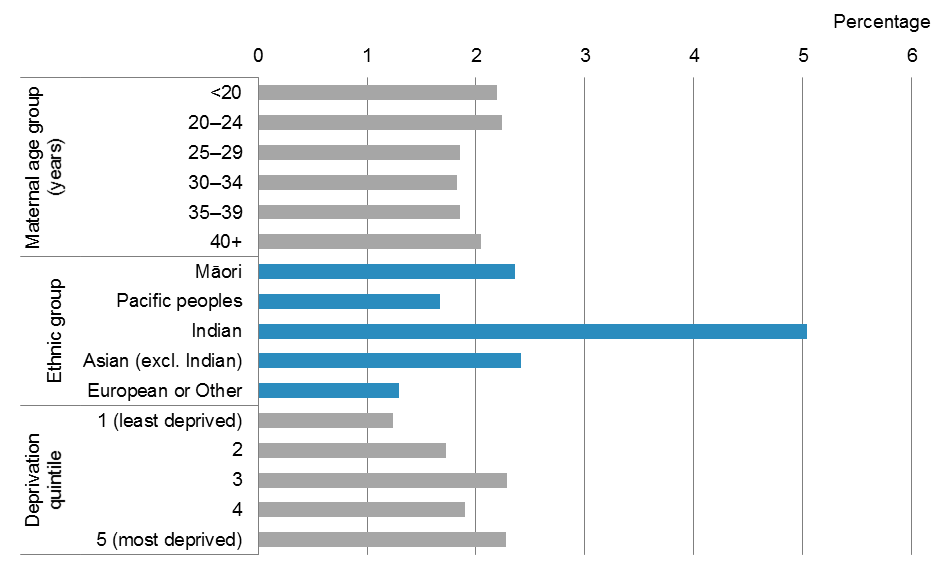 Percentage
0 1 2 3 4 5 6
Maternal age group
(years)
<20
20–24
25–29
30–34
35–39
40+
Ethnic group
Māori
Pacific peoples
Indian
Asian (excl. Indian)
European or Other
Deprivation
quintile
1 (least deprived)
2
3
4
5 (most deprived)